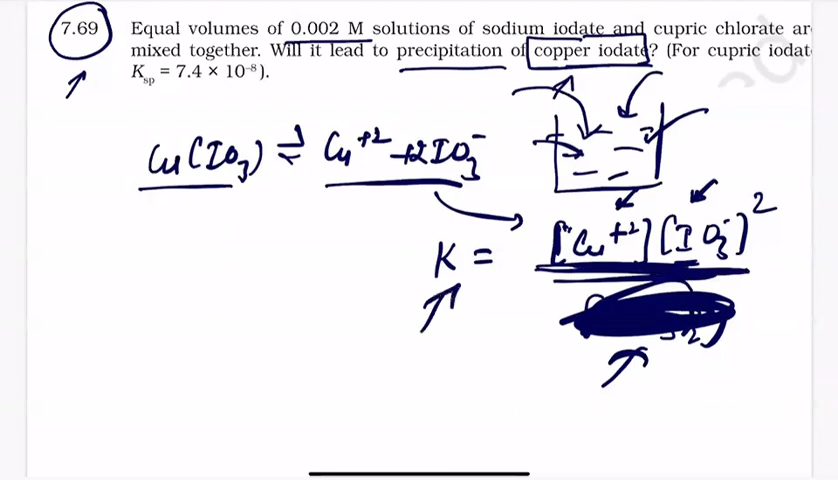 7.69 Equal volumes of 0.002 M solutions of sodium iodate and cupric chlorate ar
mixed together. Will it lead to precipitation of copper iodate? (For cupric iodat
Ksp = 7.4 × 10⁻⁸).
Cu(IO₃) ⇌ Cu⁺² + 2IO₃⁻
K = [Cu⁺²][IO₃⁻]²